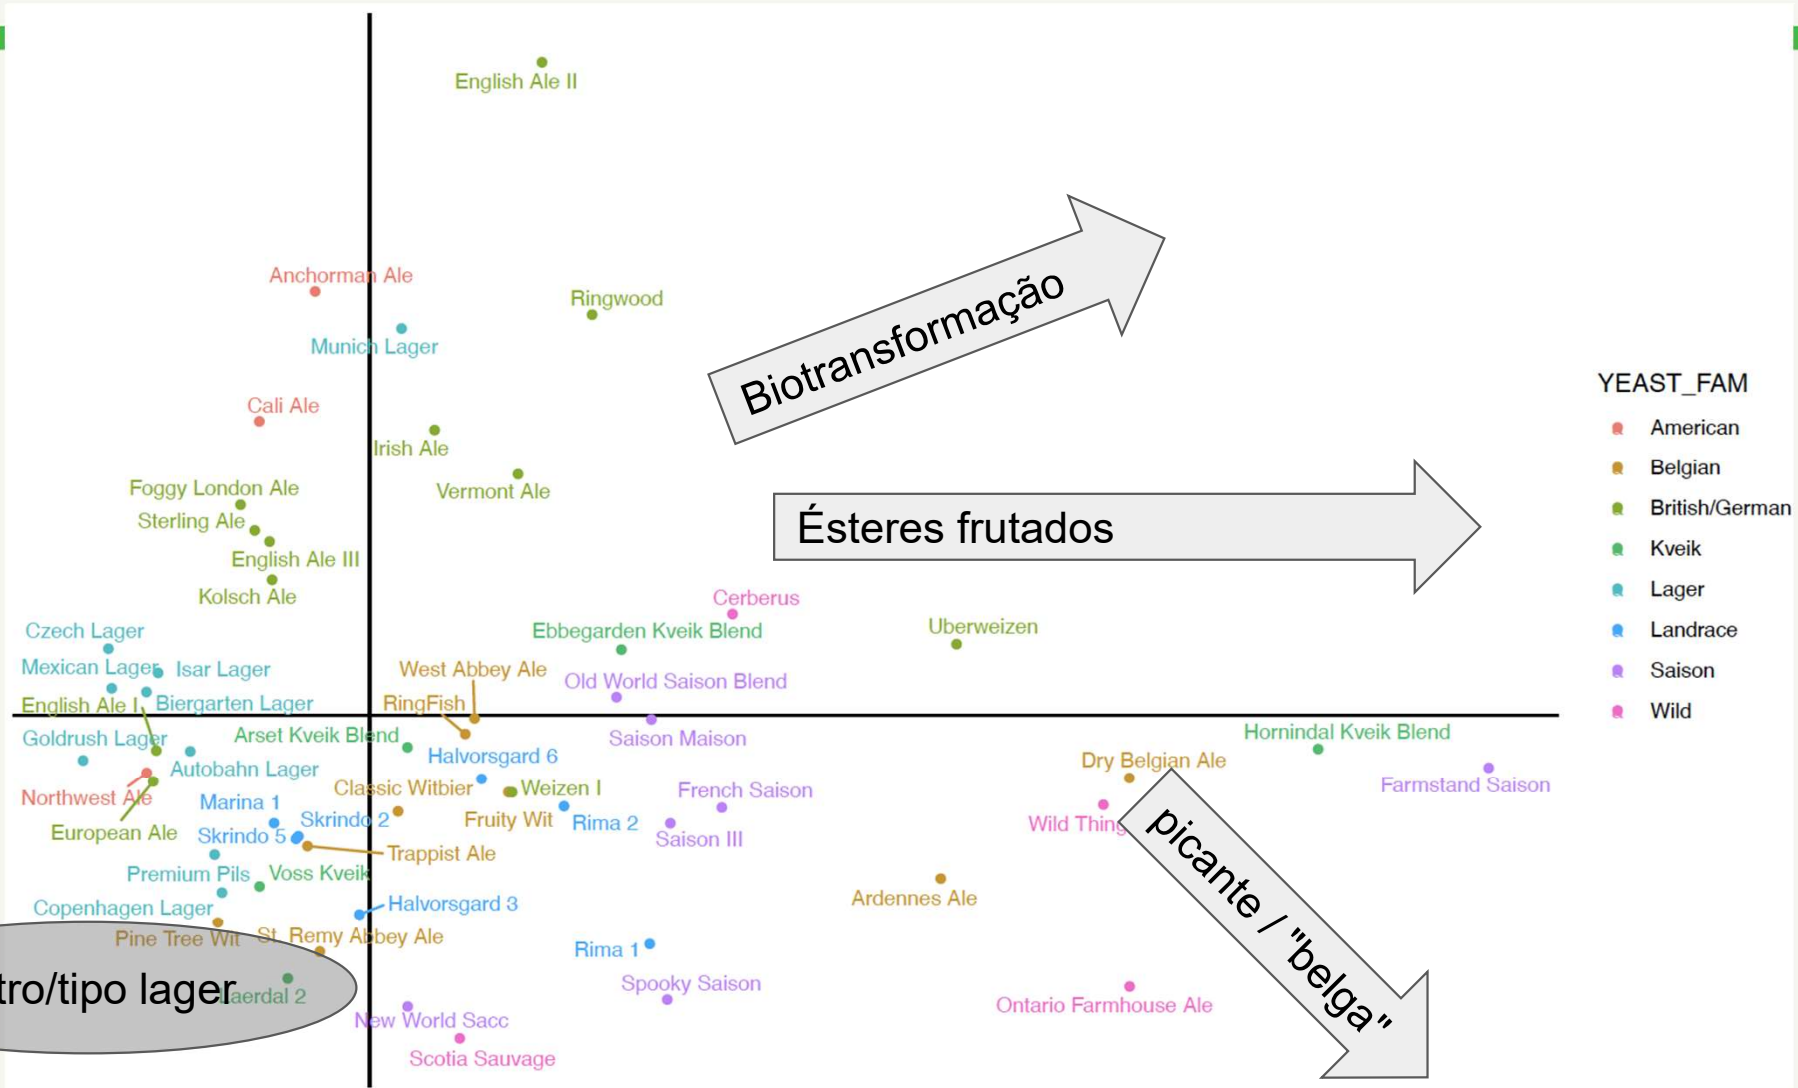 English Ale II
Anchorman Ale
Ringwood
Munich Lager
Biotransformação
Cali Ale
Irish Ale
Vermont Ale
Foggy London Ale
Sterling Ale
English Ale III
Kolsch Ale
Ésteres frutados
YEAST_FAM
American
Belgian
British/German
Kveik
Lager
Landrace
Saison
Wild
Cerberus
Czech Lager
Ebbegarden Kveik Blend
Uberweizen
Mexican Lager
Isar Lager
West Abbey Ale
Old World Saison Blend
English Ale I
Biergarten Lager
RingFish
Goldrush Lager
Arset Kveik Blend
Saison Maison
Hornindal Kveik Blend
Halvorsgard 6
Dry Belgian Ale
Autobahn Lager
Farmstand Saison
Northwest Ale
Classic Witbier
Weizen I
French Saison
Marina 1
Skrindo 2
Fruity Wit
Rima 2
Wild Thing
European Ale
Skrindo 5
Saison III
Trappist Ale
Premium Pils
Voss Kveik
picante / "belga"
Ardennes Ale
Copenhagen Lager
Halvorsgard 3
Pine Tree Wit
St. Remy Abbey Ale
Rima 1
tro/tipo lager
Laerdal 2
Spooky Saison
Ontario Farmhouse Ale
New World Sacc
Scotia Sauvage